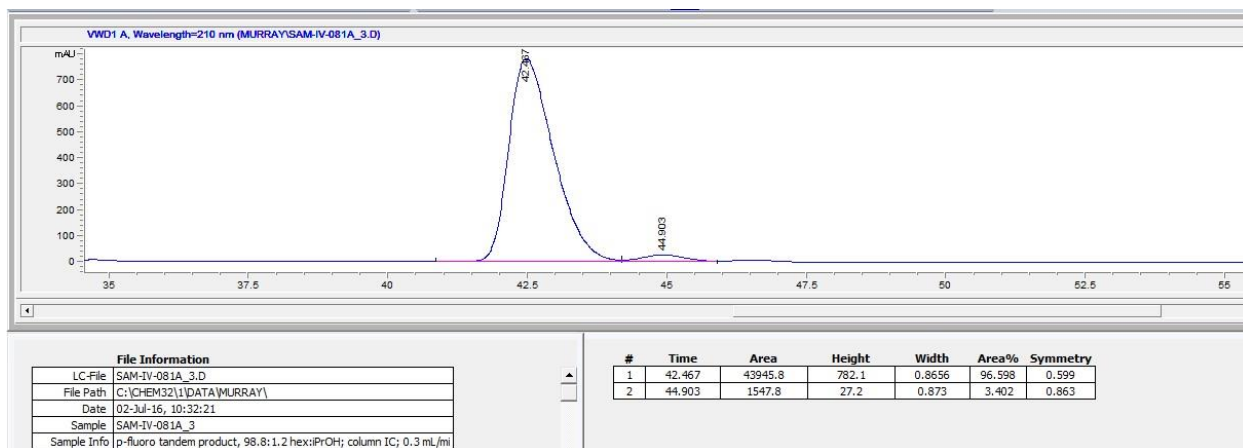 VWD1 A, Wavelength=210 nm (MURRAY\SAM-IV-081A_3.D)
mAU
700
600
500
400
300
200
100
0
42.467
44.903
35 37.5 40 42.5 45 47.5 50 52.5 55
File Information
LC-File SAM-IV-081A_3.D
File Path C:\CHEM32\1\DATA\MURRAY\
Date 02-Jul-16, 10:32:21
Sample SAM-IV-081A_3
Sample Info p-fluoro tandem product, 98.8:1.2 hex:iPrOH; column IC; 0.3 mL/mi
# Time Area Height Width Area% Symmetry
1 42.467 43945.8 782.1 0.8656 96.598 0.599
2 44.903 1547.8 27.2 0.873 3.402 0.863